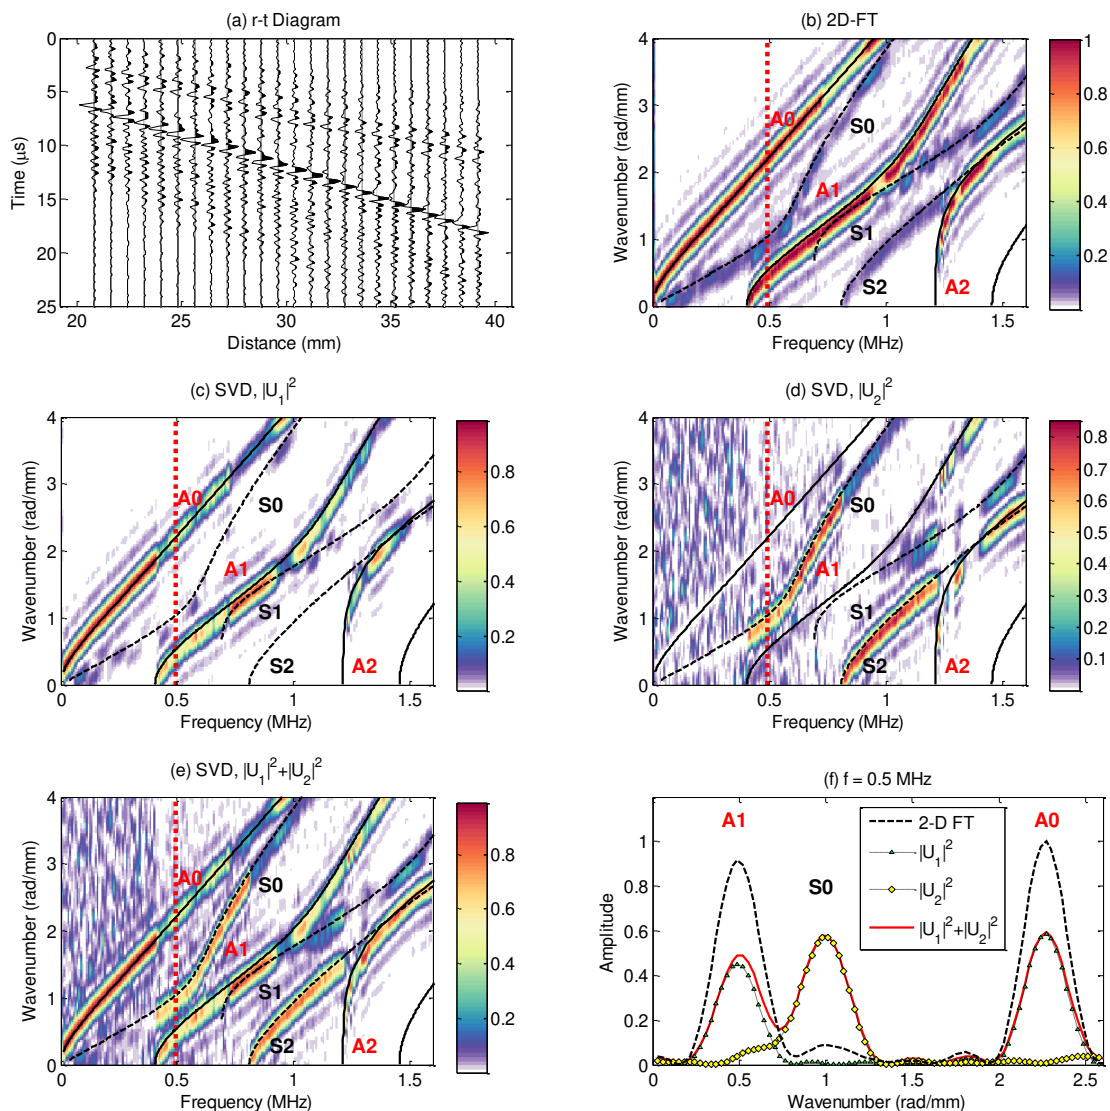 (a) r-t Diagram
0
5
10
15
20
25
Time (µs)
20
25
30
35
40
Distance (mm)
(b) 2D-FT
4
3
2
1
0
Wavenumber (rad/mm)
A0
S0
A1
S1
S2
A2
0
0.5
1
1.5
Frequency (MHz)
1
0.8
0.6
0.4
0.2
(c) SVD, |U1|^2
4
3
2
1
0
Wavenumber (rad/mm)
A0
S0
A1
S1
S2
A2
0
0.5
1
1.5
Frequency (MHz)
0.8
0.6
0.4
0.2
(d) SVD, |U2|^2
4
3
2
1
0
Wavenumber (rad/mm)
A0
S0
A1
S1
S2
A2
0
0.5
1
1.5
Frequency (MHz)
0.8
0.7
0.6
0.5
0.4
0.3
0.2
0.1
(e) SVD, |U1|^2+|U2|^2
4
3
2
1
0
Wavenumber (rad/mm)
A0
S0
A1
S1
S2
A2
0
0.5
1
1.5
Frequency (MHz)
0.8
0.6
0.4
0.2
(f) f = 0.5 MHz
1
0.8
0.6
0.4
0.2
0
Amplitude
A1
S0
A0
2-D FT
|U1|^2
|U2|^2
|U1|^2+|U2|^2
0
0.5
1
1.5
2
2.5
Wavenumber (rad/mm)